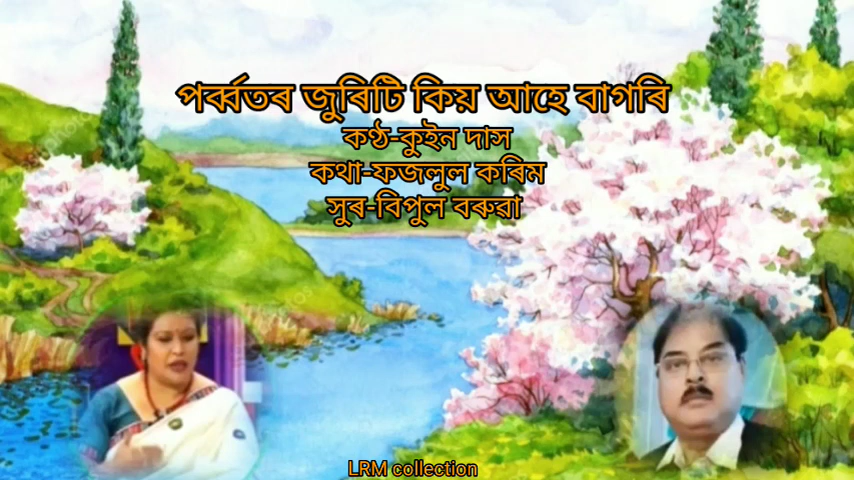 পৰ্ব্বতৰ জুৰিটি কিয় আহে বাগৰি
কণ্ঠ-কুইন দাস
কথা-ফজলুল কৰিম
সুৰ-বিপুল বৰুৱা
LRM collection